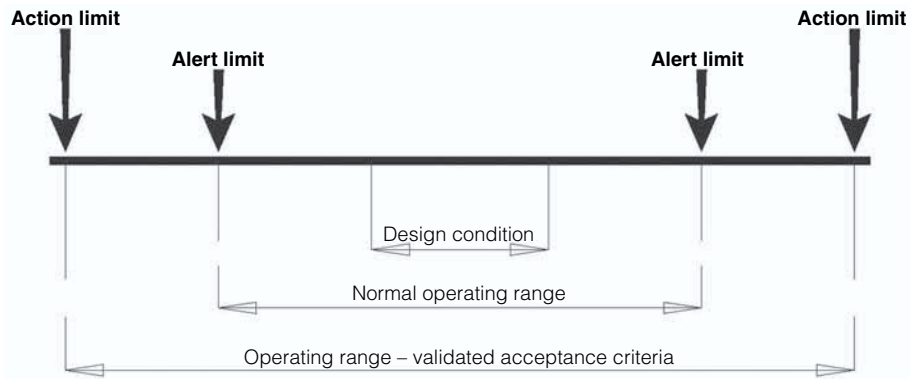 Action limit
Action limit
Alert limit
Alert limit
Design condition
Normal operating range
Operating range – validated acceptance criteria